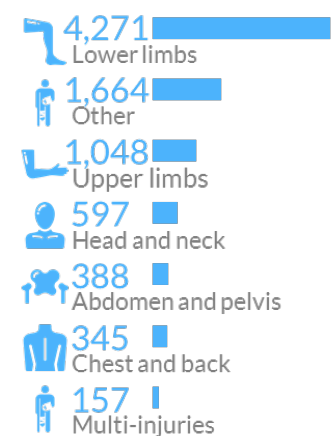 4,271
Lower limbs
1,664
Other
1,048
Upper limbs
597
Head and neck
388
Abdomen and pelvis
345
Chest and back
157
Multi-injuries